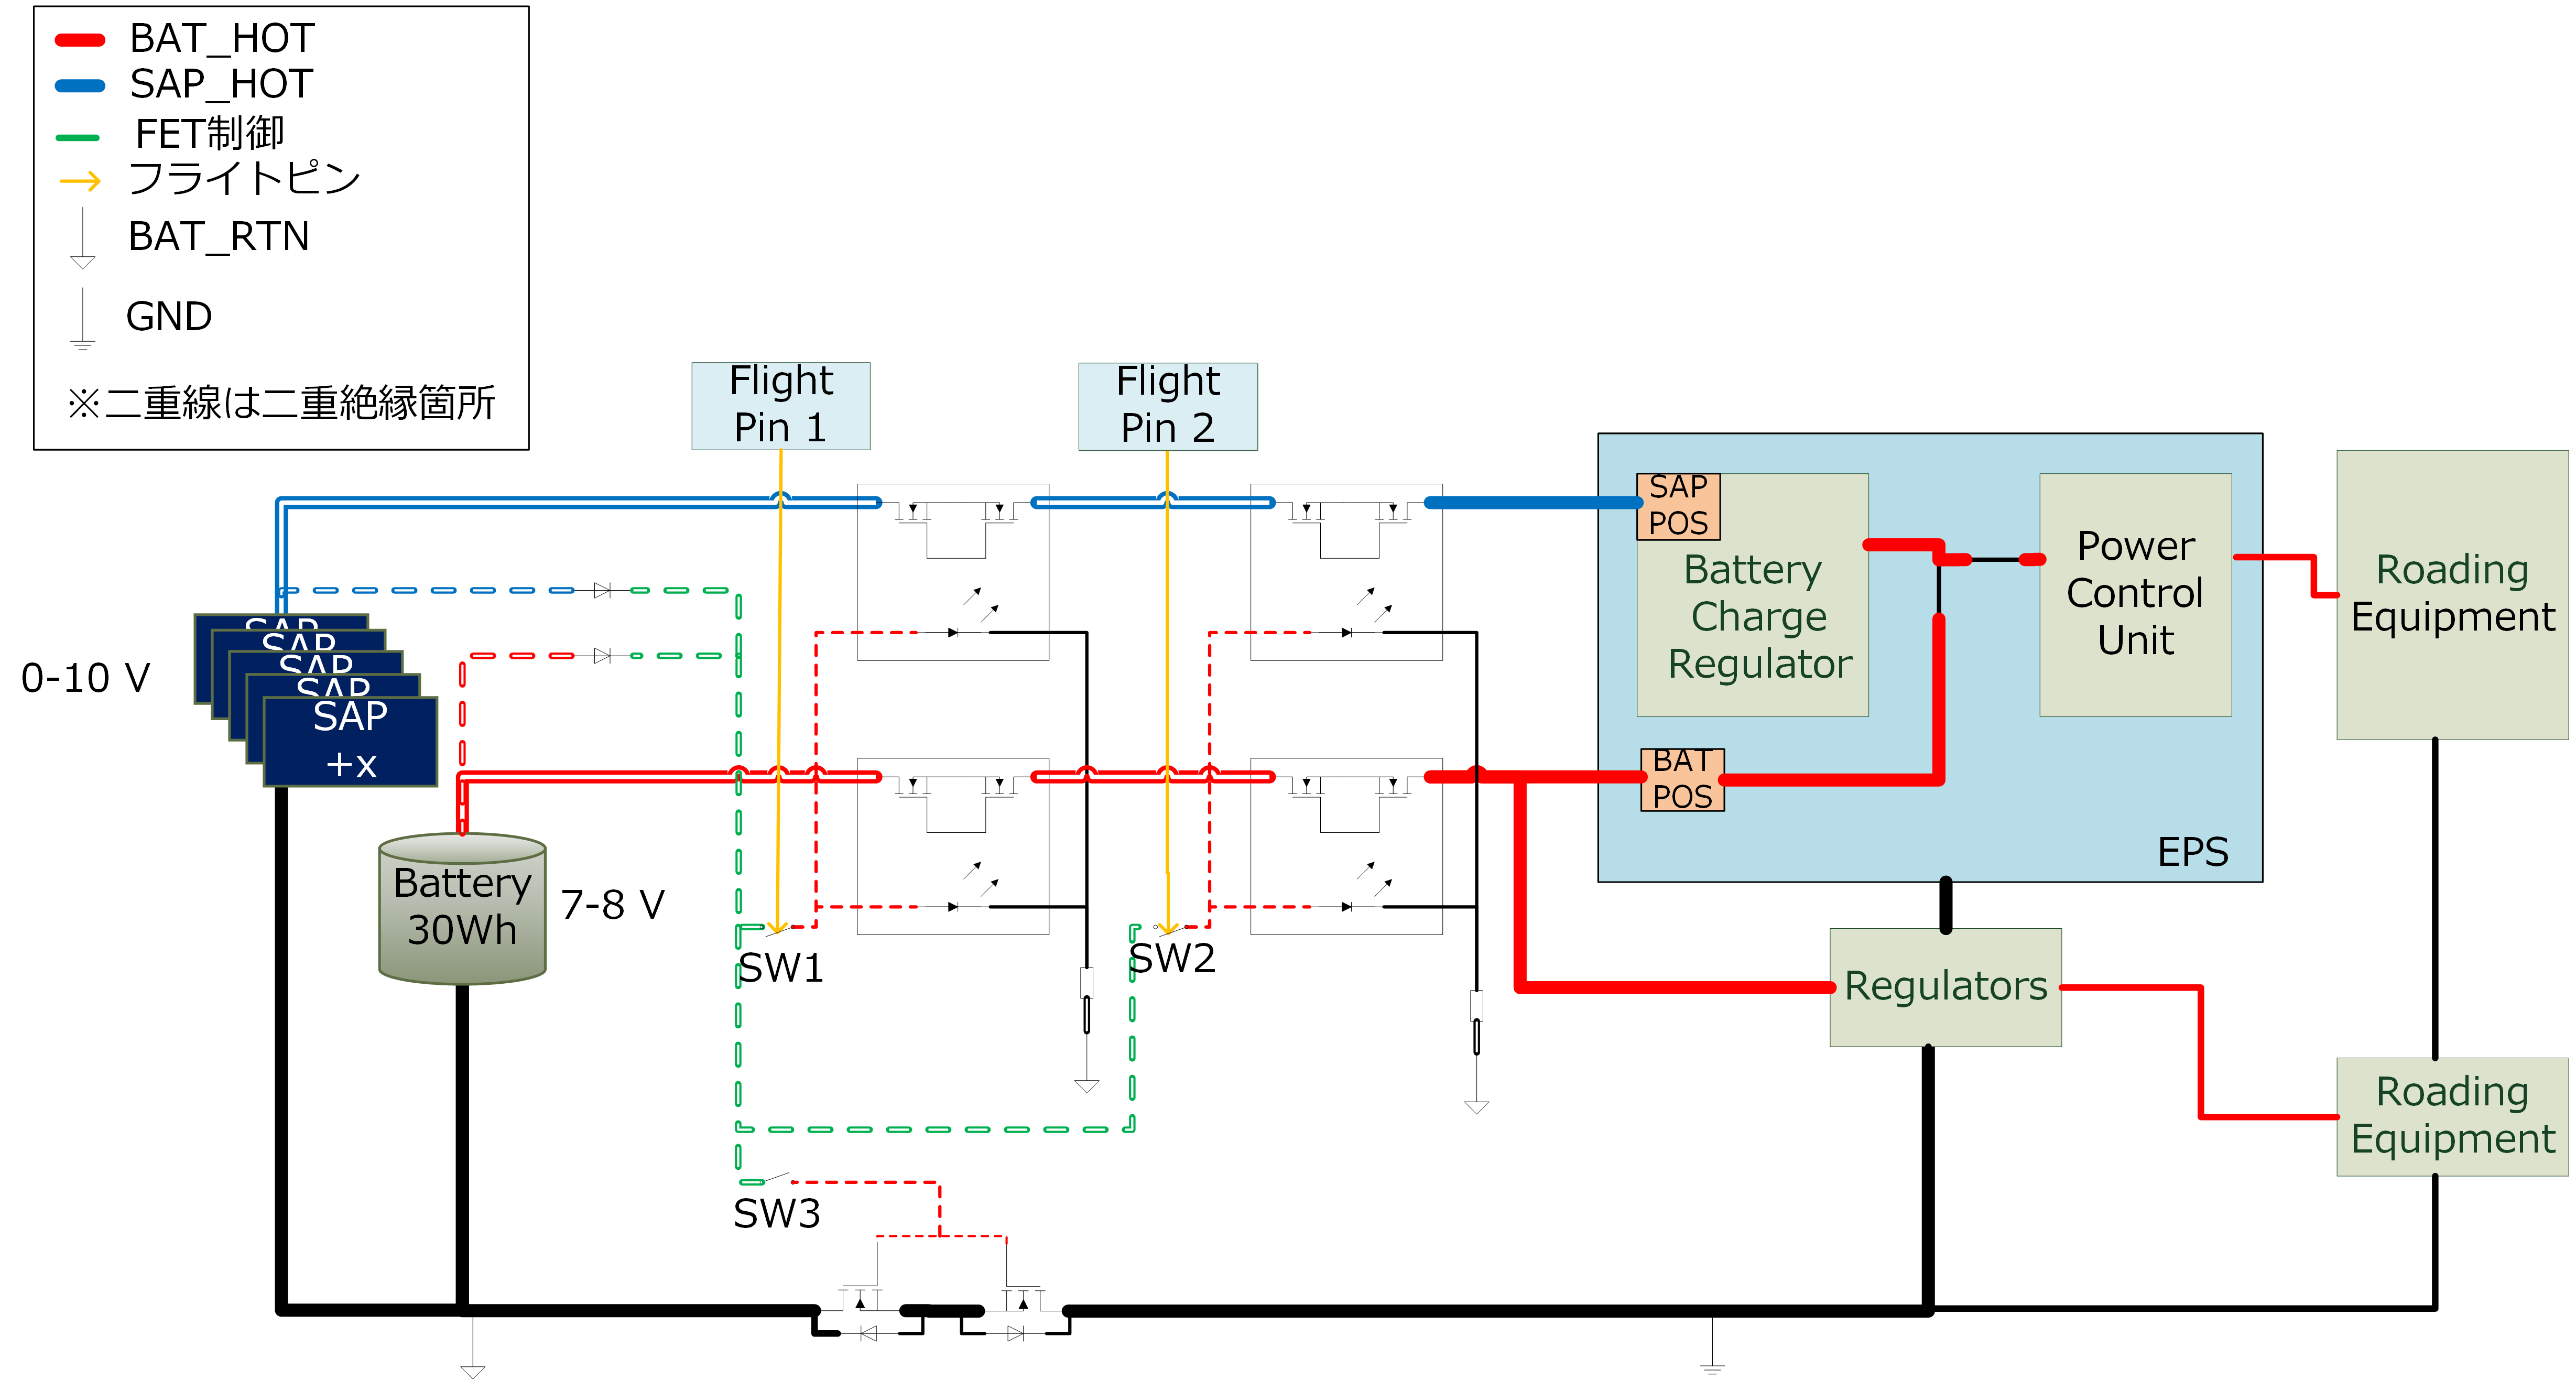 BAT_HOT
SAP_HOT
FET制御
フライトピン
BAT_RTN
GND
※二重線は二重絶縁箇所
Flight
Pin 1
Flight
Pin 2
SAP
POS
Battery
Charge
Regulator
Power
Control
Unit
Roading
Equipment
0-10 V
SAP
SAP
SAP
SAP
SAP
+x
BAT
POS
EPS
Battery
30Wh
7-8 V
SW1
SW2
Regulators
Roading
Equipment
SW3